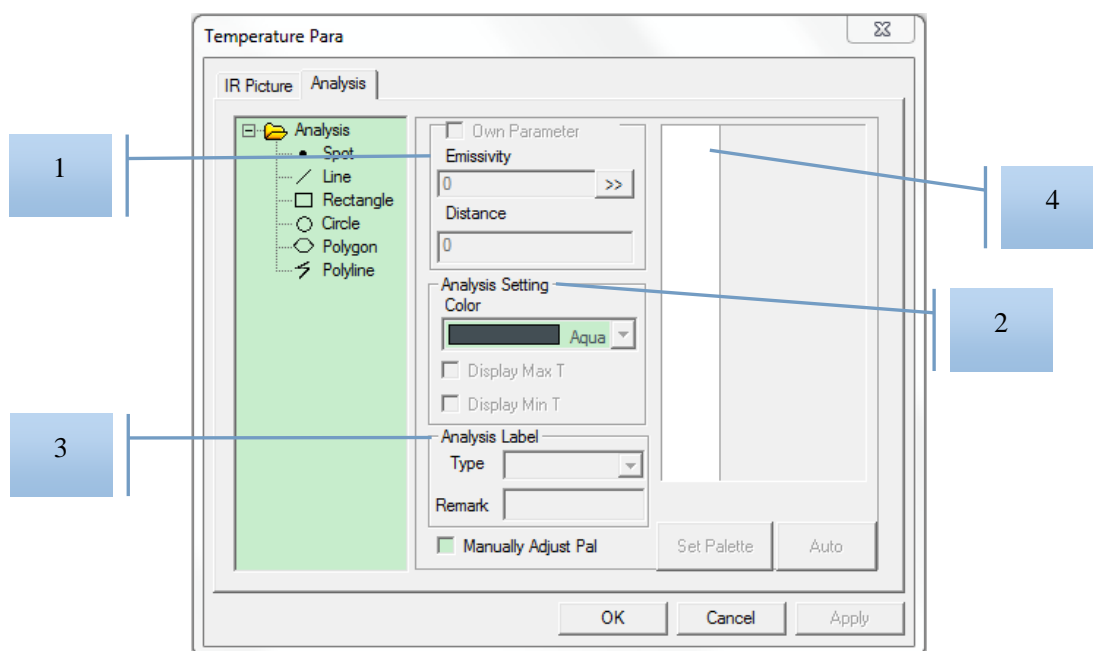 Temperature Para
IR Picture
Analysis
Analysis
Spot
Line
Rectangle
Circle
Polygon
Polyline
Own Parameter
Emissivity
0
>>
Distance
0
Analysis Setting
Color
Aqua
Display Max T
Display Min T
Analysis Label
Type
Remark
Manually Adjust Pal
Set Palette
Auto
OK
Cancel
Apply
1
2
3
4